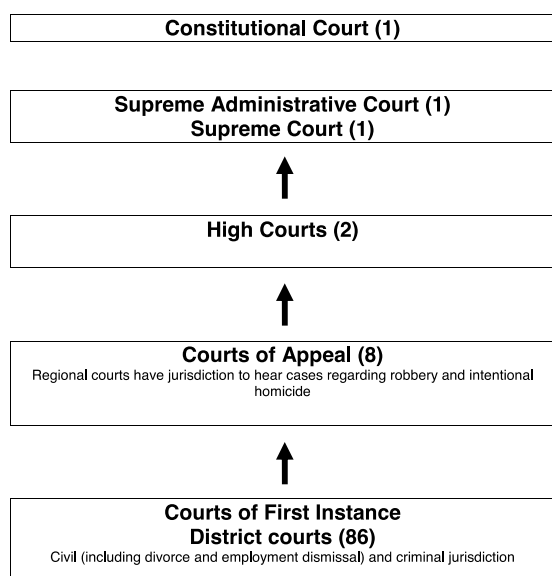 Constitutional Court (1)
Supreme Administrative Court (1)
Supreme Court (1)
High Courts (2)
Courts of Appeal (8)
Regional courts have jurisdiction to hear cases regarding robbery and intentional
homicide
Courts of First Instance
District courts (86)
Civil (including divorce and employment dismissal) and criminal jurisdiction